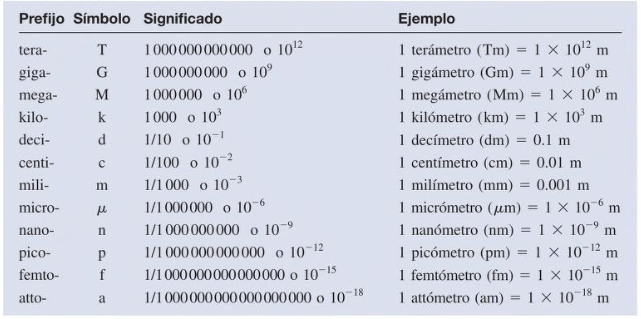 Prefijo Símbolo Significado Ejemplo
tera- T 1 000 000 000 000 o 10¹² 1 terámetro (Tm) = 1 × 10¹² m
giga- G 1 000 000 000 o 10⁹ 1 gigámetro (Gm) = 1 × 10⁹ m
mega- M 1 000 000 o 10⁶ 1 megámetro (Mm) = 1 × 10⁶ m
kilo- k 1 000 o 10³ 1 kilómetro (km) = 1 × 10³ m
deci- d 1/10 o 10⁻¹ 1 decímetro (dm) = 0.1 m
centi- c 1/100 o 10⁻² 1 centímetro (cm) = 0.01 m
mili- m 1/1 000 o 10⁻³ 1 milímetro (mm) = 0.001 m
micro- μ 1/1 000 000 o 10⁻⁶ 1 micrómetro (μm) = 1 × 10⁻⁶ m
nano- n 1/1 000 000 000 o 10⁻⁹ 1 nanómetro (nm) = 1 × 10⁻⁹ m
pico- p 1/1 000 000 000 000 o 10⁻¹² 1 picómetro (pm) = 1 × 10⁻¹² m
femto- f 1/1 000 000 000 000 000 o 10⁻¹⁵ 1 femtómetro (fm) = 1 × 10⁻¹⁵ m
atto- a 1/1 000 000 000 000 000 000 o 10⁻¹⁸ 1 attómetro (am) = 1 × 10⁻¹⁸ m